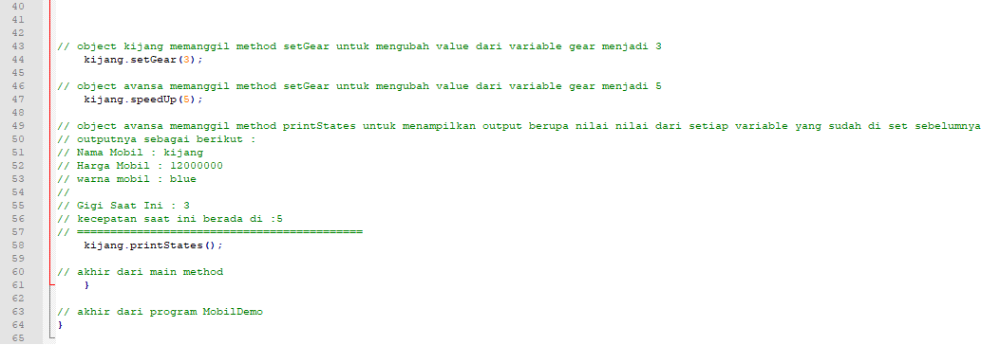 40
41
42
43 // object kijang memanggil method setGear untuk mengubah value dari variable gear menjadi 3
44 kijang.setGear(3);
45
46 // object avansa memanggil method setGear untuk mengubah value dari variable gear menjadi 5
47 kijang.speedUp(5);
48
49 // object avansa memanggil method printStates untuk menampilkan output berupa nilai nilai dari setiap variable yang sudah di set sebelumnya
50 // outputnya sebagai berikut :
51 // Nama Mobil : kijang
52 // Harga Mobil : 12000000
53 // warna mobil : blue
54 //
55 // Gigi Saat Ini : 3
56 // kecepatan saat ini berada di :5
57 // ===========================================
58 kijang.printStates();
59
60 // akhir dari main method
61 }
62
63 // akhir dari program MobilDemo
64 }
65